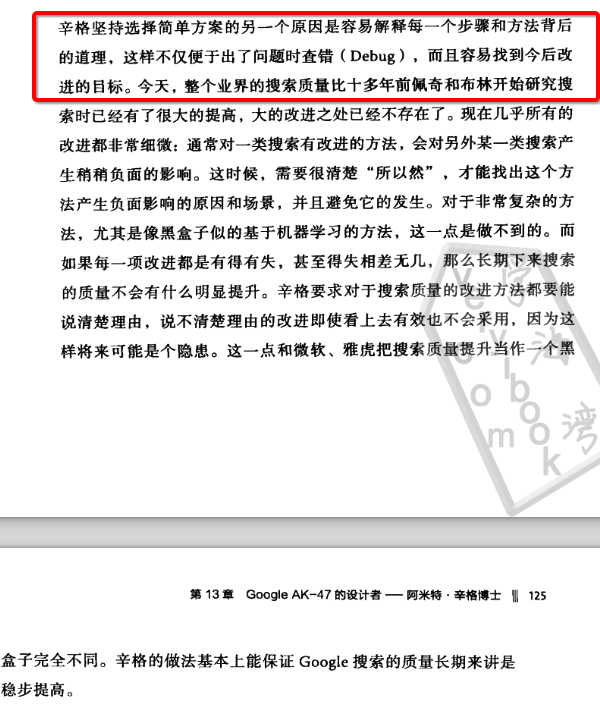 辛格坚持选择简单方案的另一个原因是容易解释每一个步骤和方法背后
的道理，这样不仅便于出了问题时查错（Debug），而且容易找到今后改
进的目标。今天，整个业界的搜索质量比十多年前佩奇和布林开始研究搜
索时已经有了很大的提高，大的改进之处已经不存在了。现在几乎所有的
改进都非常细微：通常对一类搜索有改进的方法，会对另外某一类搜索产
生稍稍负面的影响。这时候，需要很清楚“所以然”，才能找出这个方
法产生负面影响的原因和场景，并且避免它的发生。对于非常复杂的方
法，尤其是像黑盒子似的基于机器学习的方法，这一点是做不到的。而
如果每一项改进都是有得有失，甚至得失相差无几，那么长期下来搜索
的质量不会有什么明显提升。辛格要求对于搜索质量的改进方法都要能
说清楚理由，说不清楚理由的改进即使看上去有效也不会采用，因为这
样将来可能是个隐患。这一点和微软、雅虎把搜索质量提升当作一个黑
第 13 章 Google AK-47 的设计者 — 阿米特·辛格博士 125
盒子完全不同。辛格的做法基本上能保证 Google 搜索的质量长期来讲是
稳步提高。